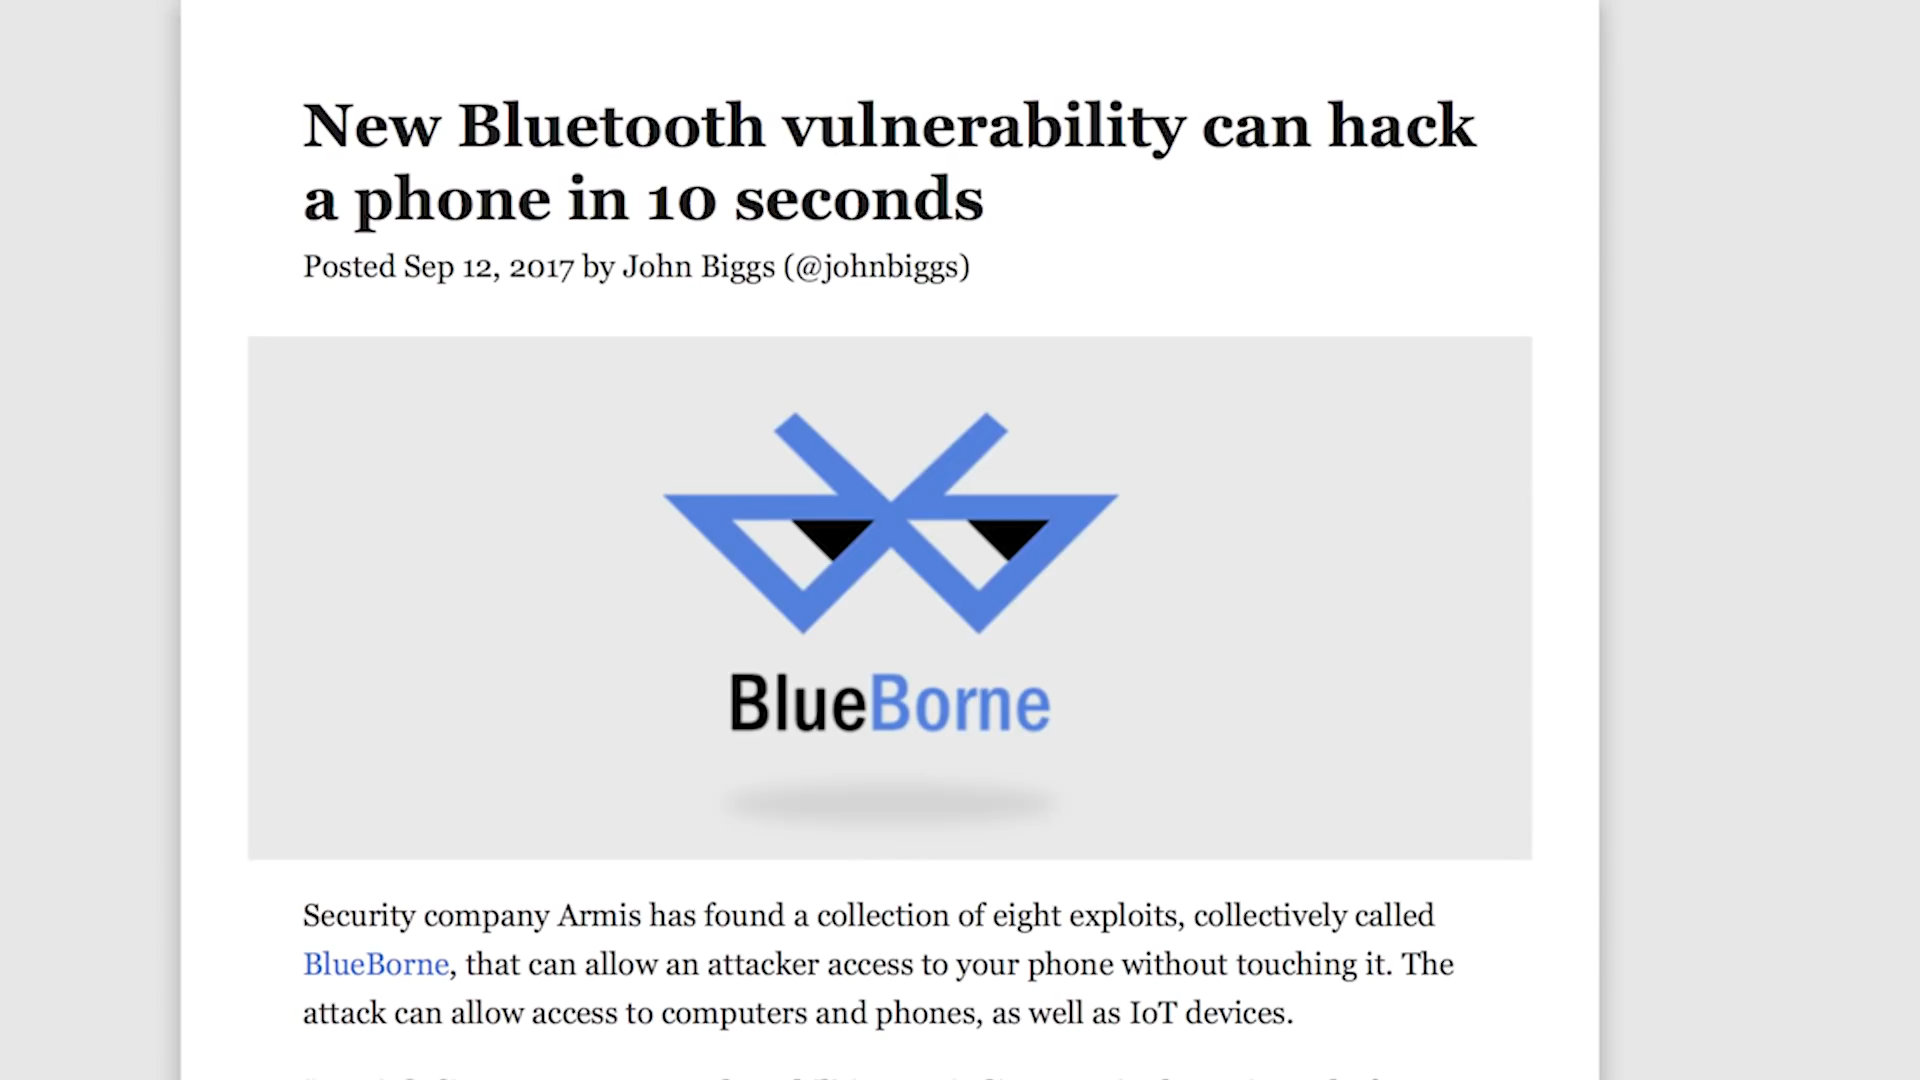 New Bluetooth vulnerability can hack
a phone in 10 seconds
Posted Sep 12, 2017 by John Biggs (@johnbiggs)
BlueBorne
Security company Armis has found a collection of eight exploits, collectively called
BlueBorne, that can allow an attacker access to your phone without touching it. The
attack can allow access to computers and phones, as well as IoT devices.